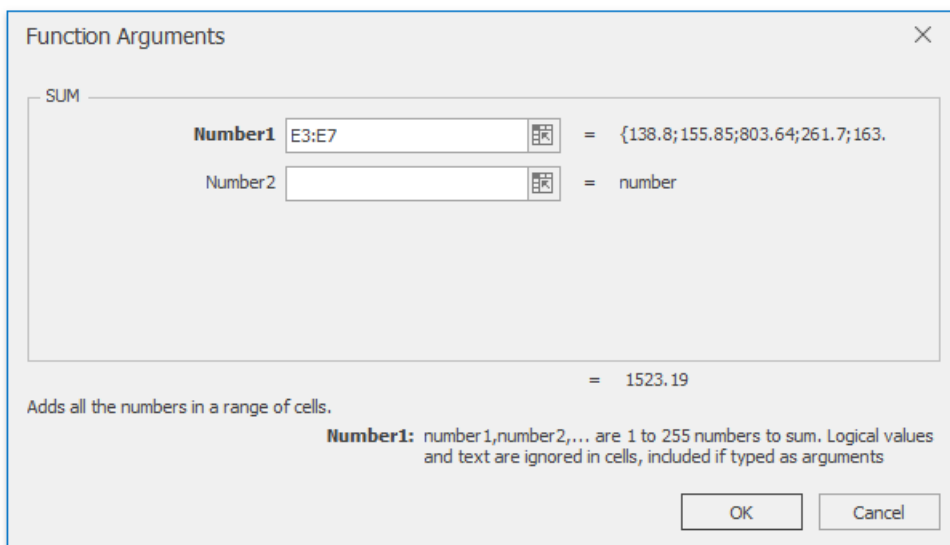 Function Arguments
SUM
Number1 E3:E7 = {138.8;155.85;803.64;261.7;163.
Number2 = number
= 1523.19
Adds all the numbers in a range of cells.
Number1: number1,number2,... are 1 to 255 numbers to sum. Logical values
and text are ignored in cells, included if typed as arguments
OK Cancel